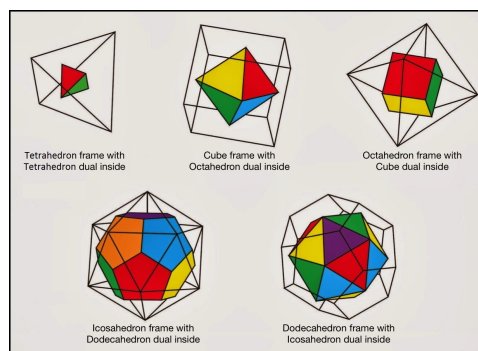 Tetrahedron frame with
Tetrahedron dual inside
Cube frame with
Octahedron dual inside
Octahedron frame with
Cube dual inside
Icosahedron frame with
Dodecahedron dual inside
Dodecahedron frame with
Icosahedron dual inside